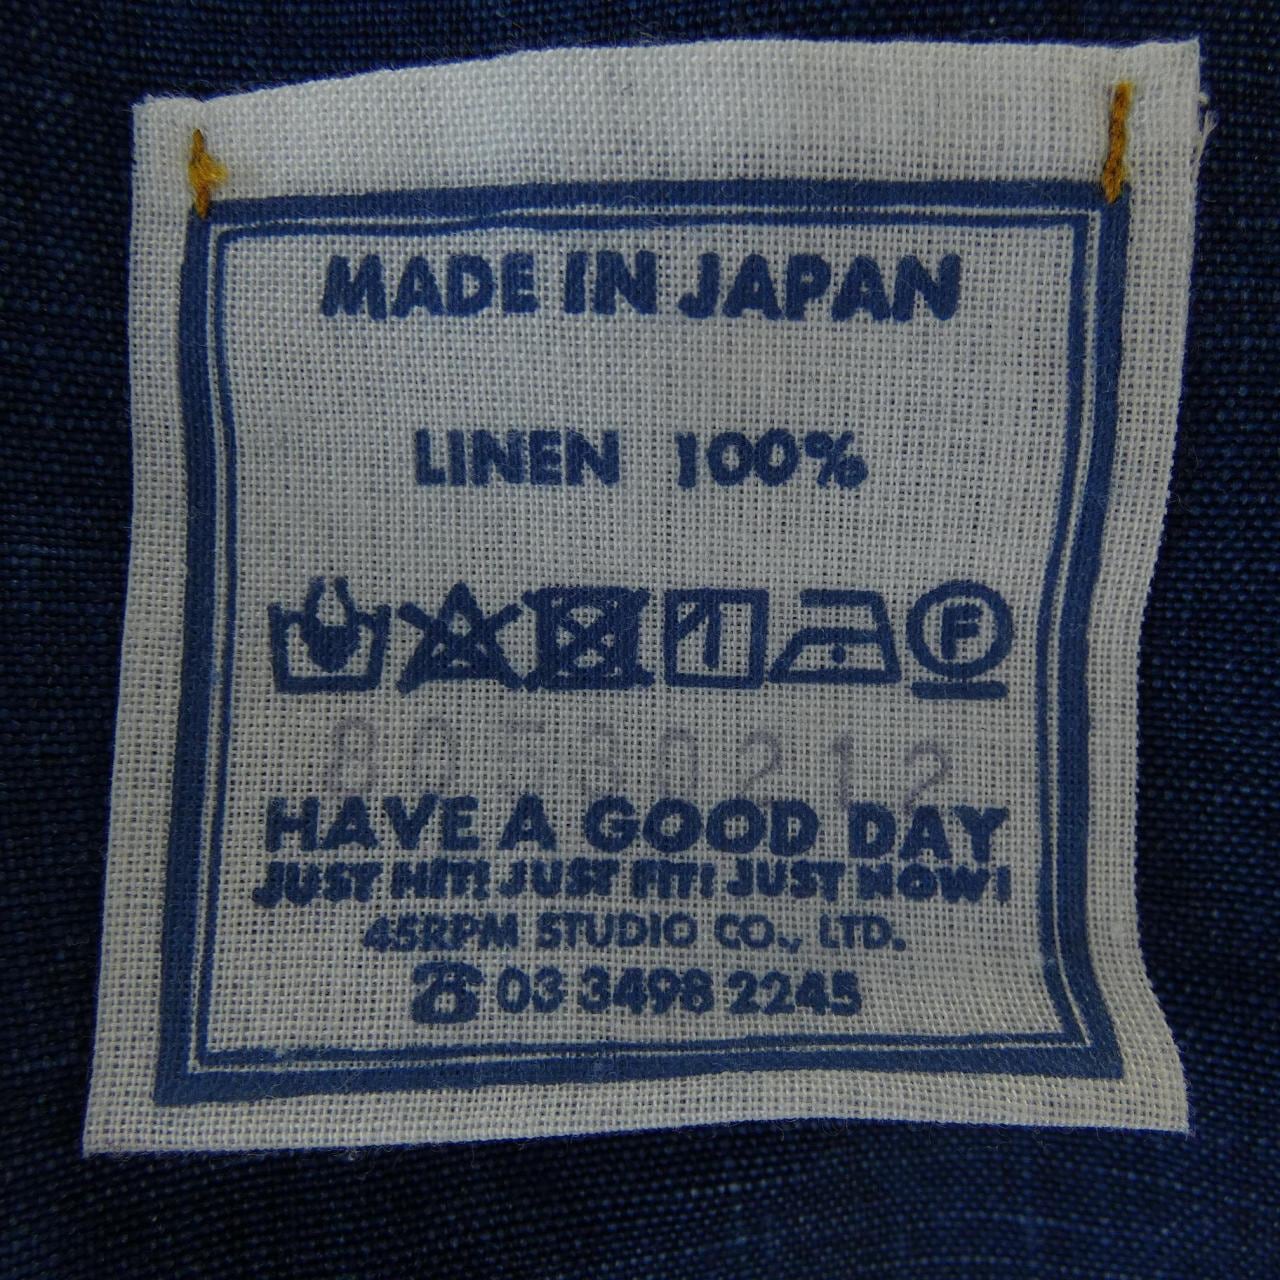 MADE IN JAPAN
LINEN 100%
F
HAVE A GOOD DAY
JUST HIT! JUST FIT! JUST NOW!
45RPM STUDIO CO., LTD.
☎ 03 3498 2245